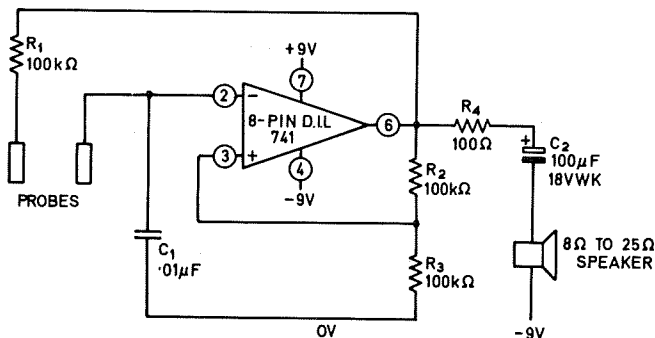 R1
100kΩ
PROBES
C1
.01μF
2
−
3
+
8-PIN D.I.L
741
+9V
7
4
-9V
6
R2
100kΩ
R3
100kΩ
0V
R4
100Ω
+
C2
100μF
18VWK
8Ω TO 25Ω
SPEAKER
-9V